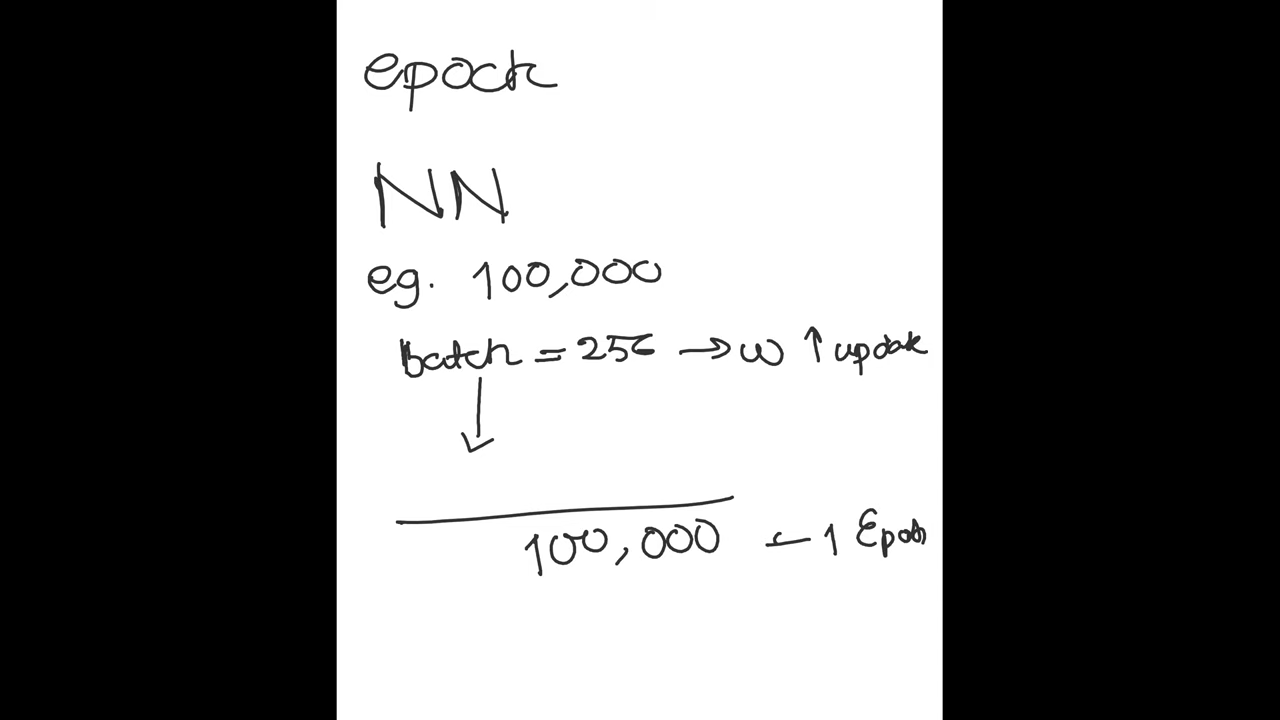 epoch
NN
eg. 100,000
batch = 256 → w ↑ update
↓
100,000 ← 1 Epoch